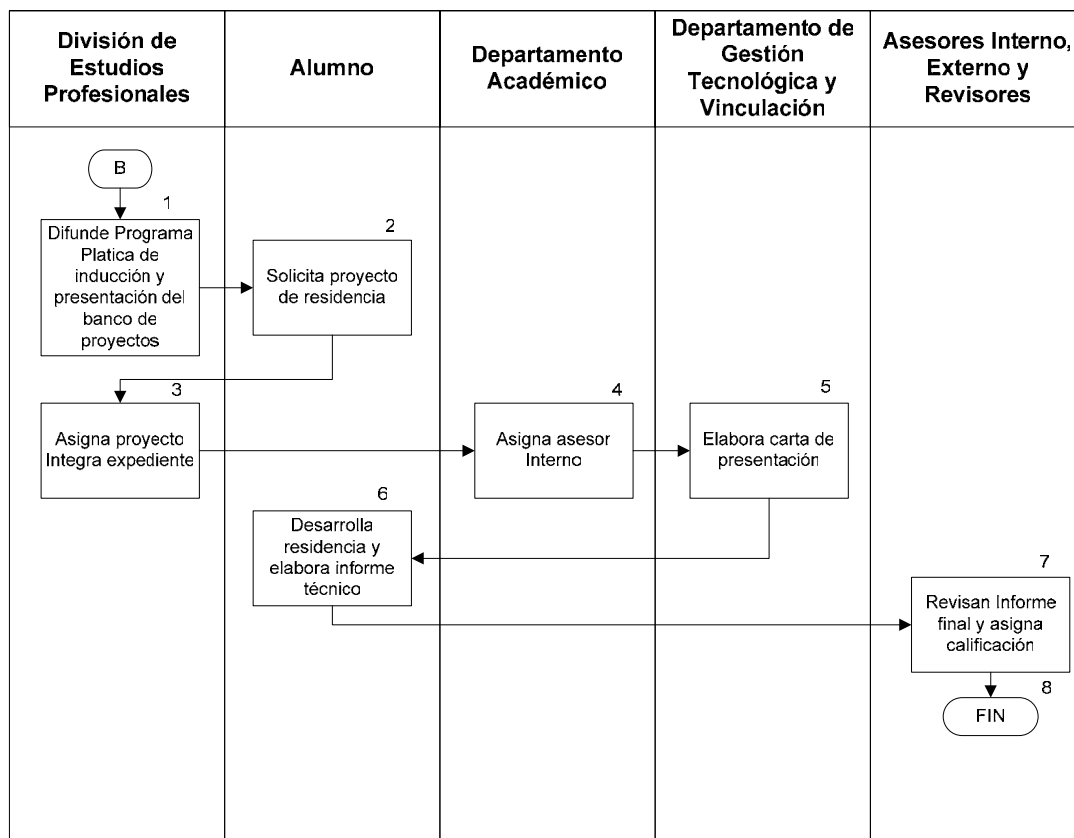 División de
Estudios
Profesionales
Alumno
Departamento
Académico
Departamento de
Gestión
Tecnológica y
Vinculación
Asesores Interno,
Externo y
Revisores
B
1
Difunde Programa
Platica de
inducción y
presentación del
banco de
proyectos
2
Solicita proyecto
de residencia
3
Asigna proyecto
Integra expediente
4
Asigna asesor
Interno
5
Elabora carta de
presentación
6
Desarrolla
residencia y
elabora informe
técnico
7
Revisan Informe
final y asigna
calificación
8
FIN